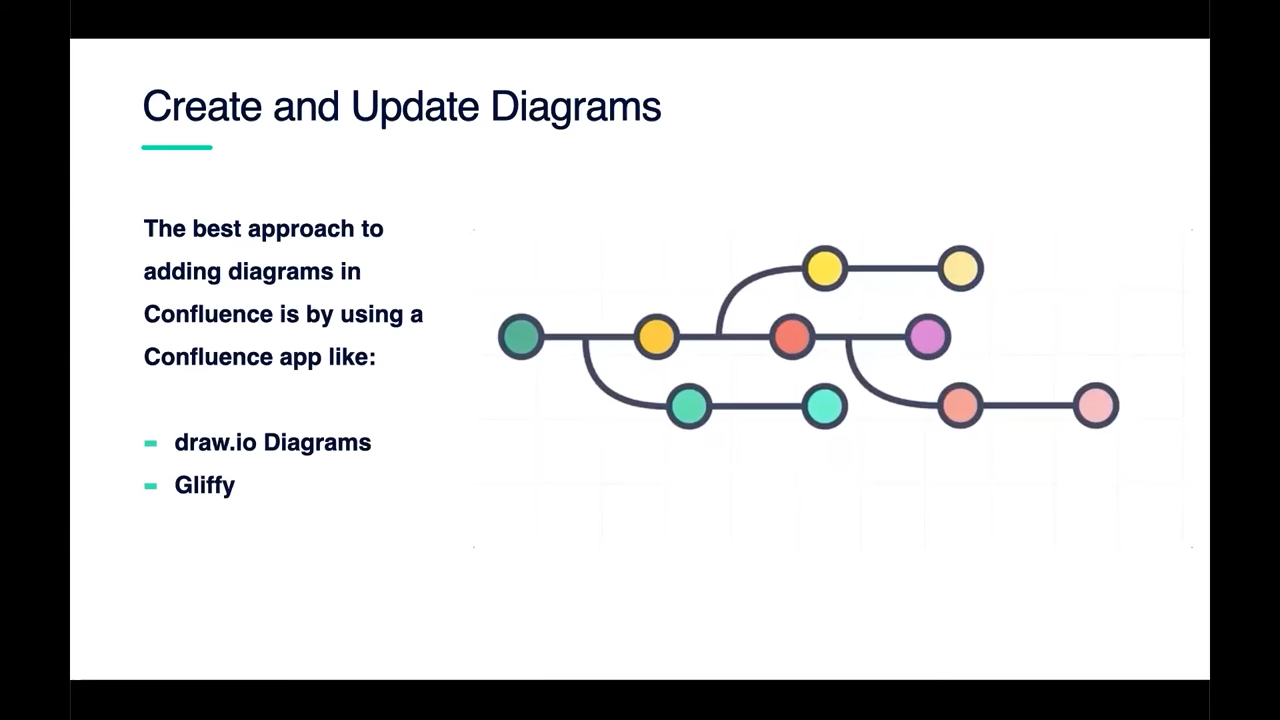 Create and Update Diagrams
The best approach to
adding diagrams in
Confluence is by using a
Confluence app like:
- draw.io Diagrams
- Gliffy